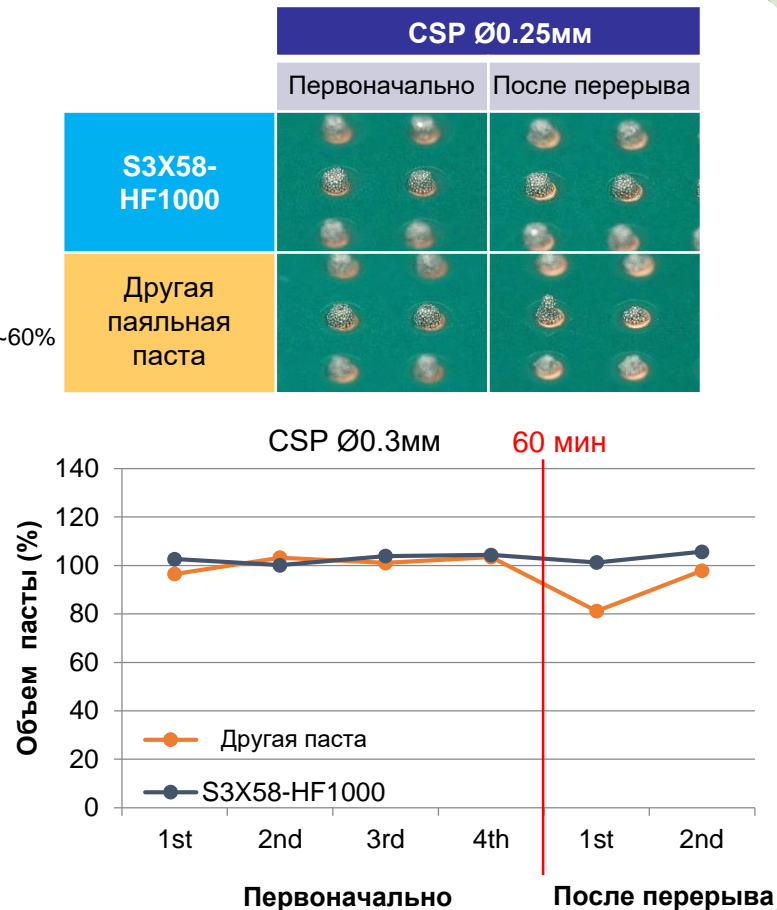 CSP Ø0.25мм
Первоначально После перерыва
S3X58-
HF1000
Другая
паяльная
паста
~60%
CSP Ø0.3мм 60 мин
Объем пасты (%)
140
120
100
80
60
40
20
0
Другая паста
S3X58-HF1000
1st 2nd 3rd 4th 1st 2nd
Первоначально После перерыва